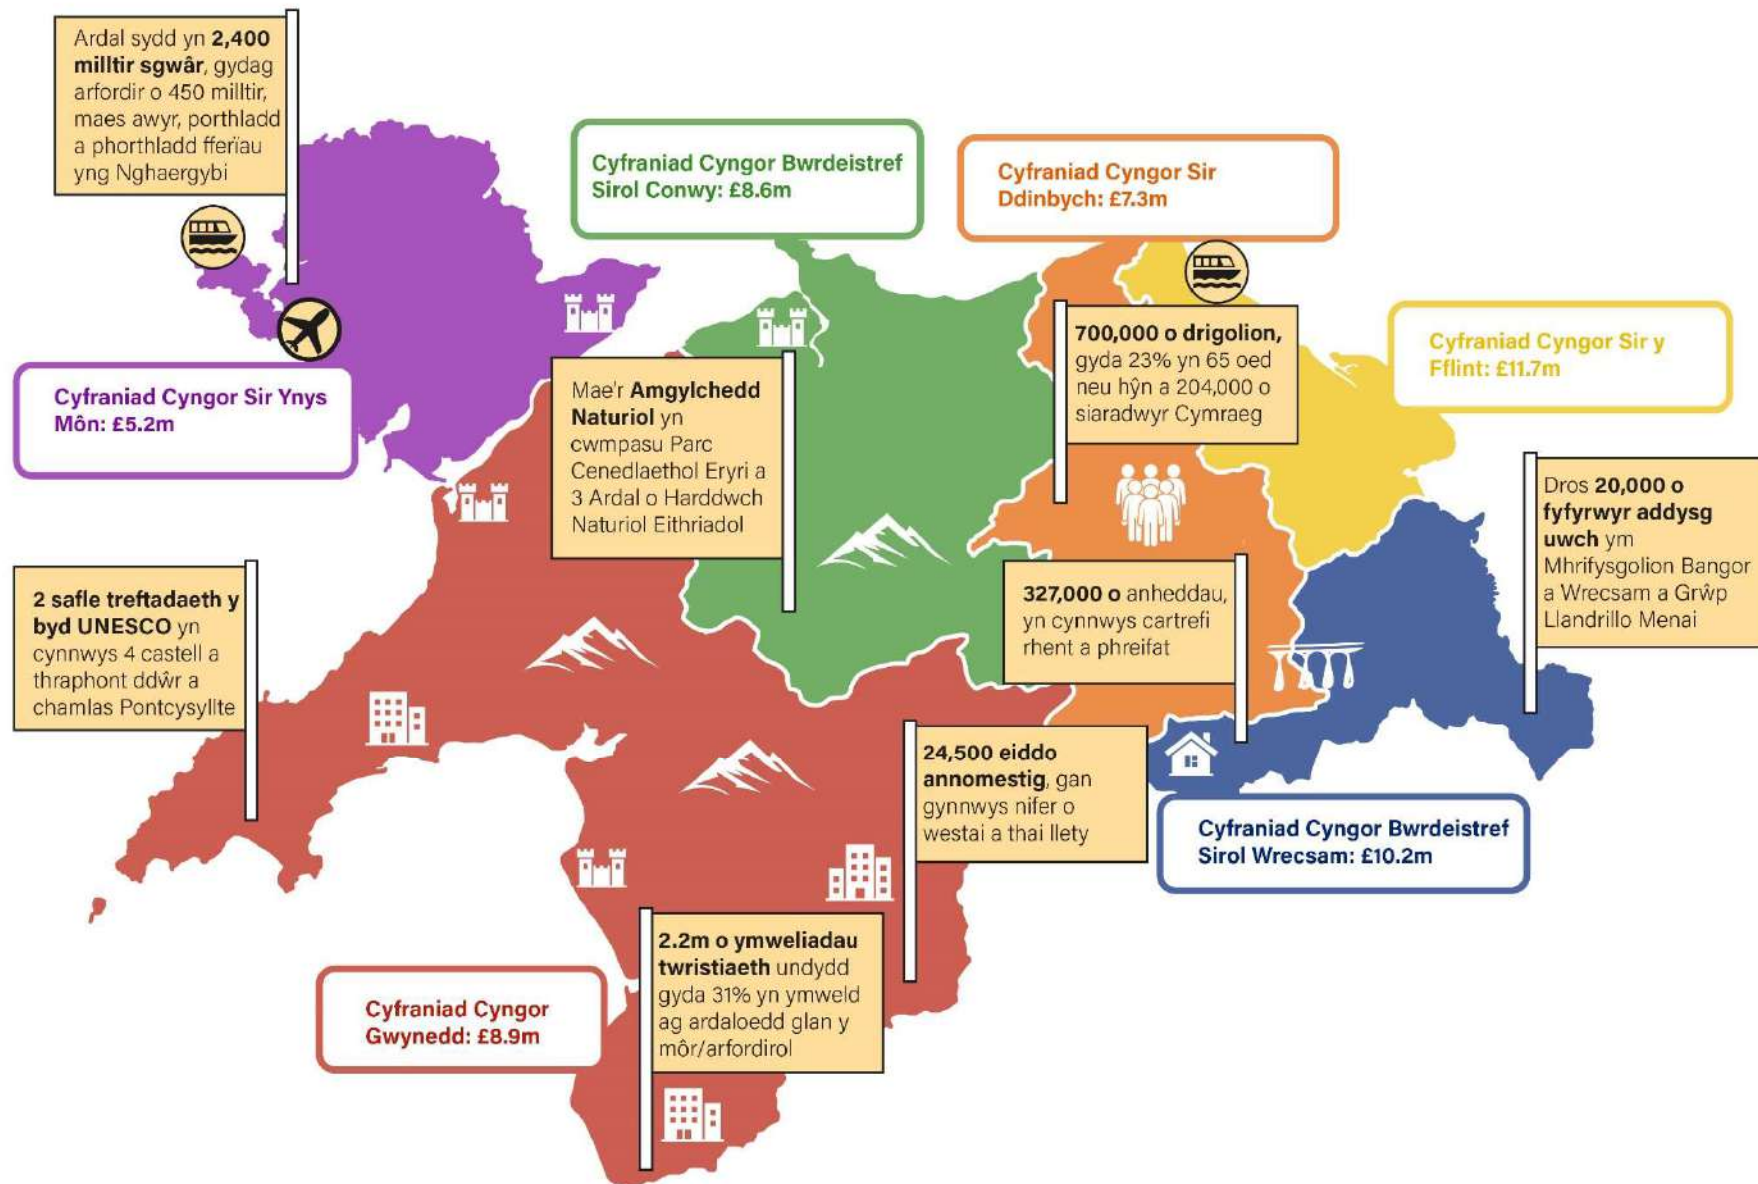 Ardal sydd yn 2,400
milltir sgwâr, gydag
arfordir o 450 milltir,
maes awyr, porthladd
a phorthladd fferïau
yng Nghaergybi
Cyfraniad Cyngor Bwrdeistref
Sirol Conwy: £8.6m
Cyfraniad Cyngor Sir
Ddinbych: £7.3m
700,000 o drigolion,
gyda 23% yn 65 oed
neu hŷn a 204,000 o
siaradwyr Cymraeg
Cyfraniad Cyngor Sir y
Fflint: £11.7m
Cyfraniad Cyngor Sir Ynys
Môn: £5.2m
Mae'r Amgylchedd
Naturiol yn
cwmpasu Parc
Cenedlaethol Eryri a
3 Ardal o Harddwch
Naturiol Eithriadol
Dros 20,000 o
fyfyrwyr addysg
uwch ym
Mhrifysgolion Bangor
a Wrecsam a Grŵp
Llandrillo Menai
2 safle treftadaeth y
byd UNESCO yn
cynnwys 4 castell a
thraphont ddŵr a
chamlas Pontcysyllte
327,000 o anheddau,
yn cynnwys cartrefi
rhent a phreifat
24,500 eiddo
annomestig, gan
gynnwys nifer o
westai a thai llety
Cyfraniad Cyngor Bwrdeistref
Sirol Wrecsam: £10.2m
2.2m o ymweliadau
twristiaeth undydd
gyda 31% yn ymweld
ag ardaloedd glan y
môr/arfordirol
Cyfraniad Cyngor
Gwynedd: £8.9m